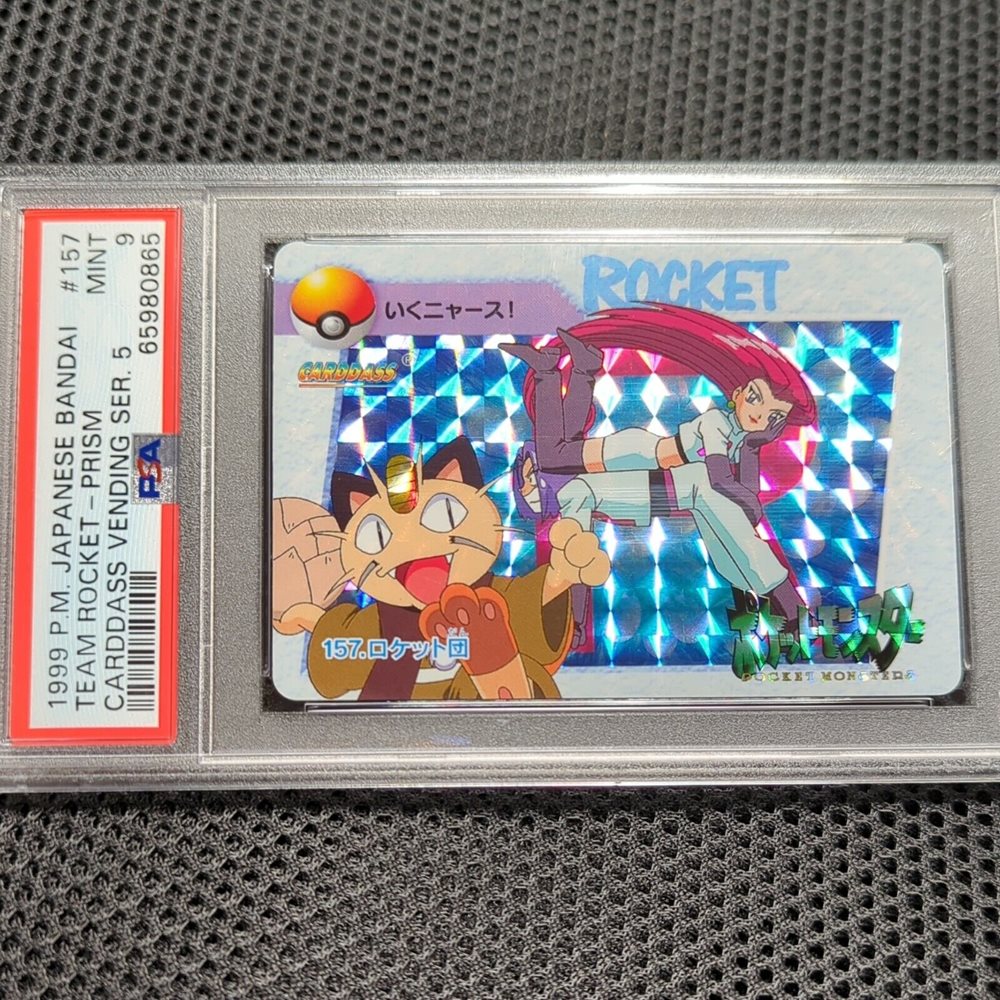 1999 P.M. JAPANESE BANDAI #157
TEAM ROCKET - PRISM MINT
CARDDASS VENDING SER. 5 9
65980865
PSA
ROCKET
いくニャース!
CARDDASS®
157.ロケット団
だん
ポケットモンスター
POCKET MONSTERS